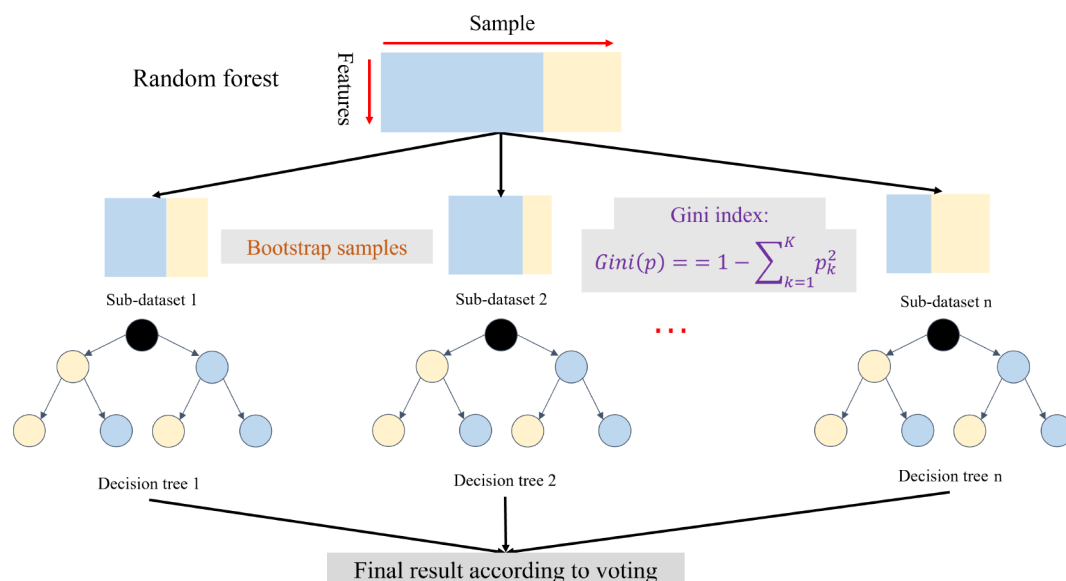 Sample
Random forest
Features
Bootstrap samples
Gini index:
Gini(p) == 1 − ∑_{k=1}^{K} p_k^2
Sub-dataset 1
Sub-dataset 2
Sub-dataset n
...
Decision tree 1
Decision tree 2
Decision tree n
Final result according to voting